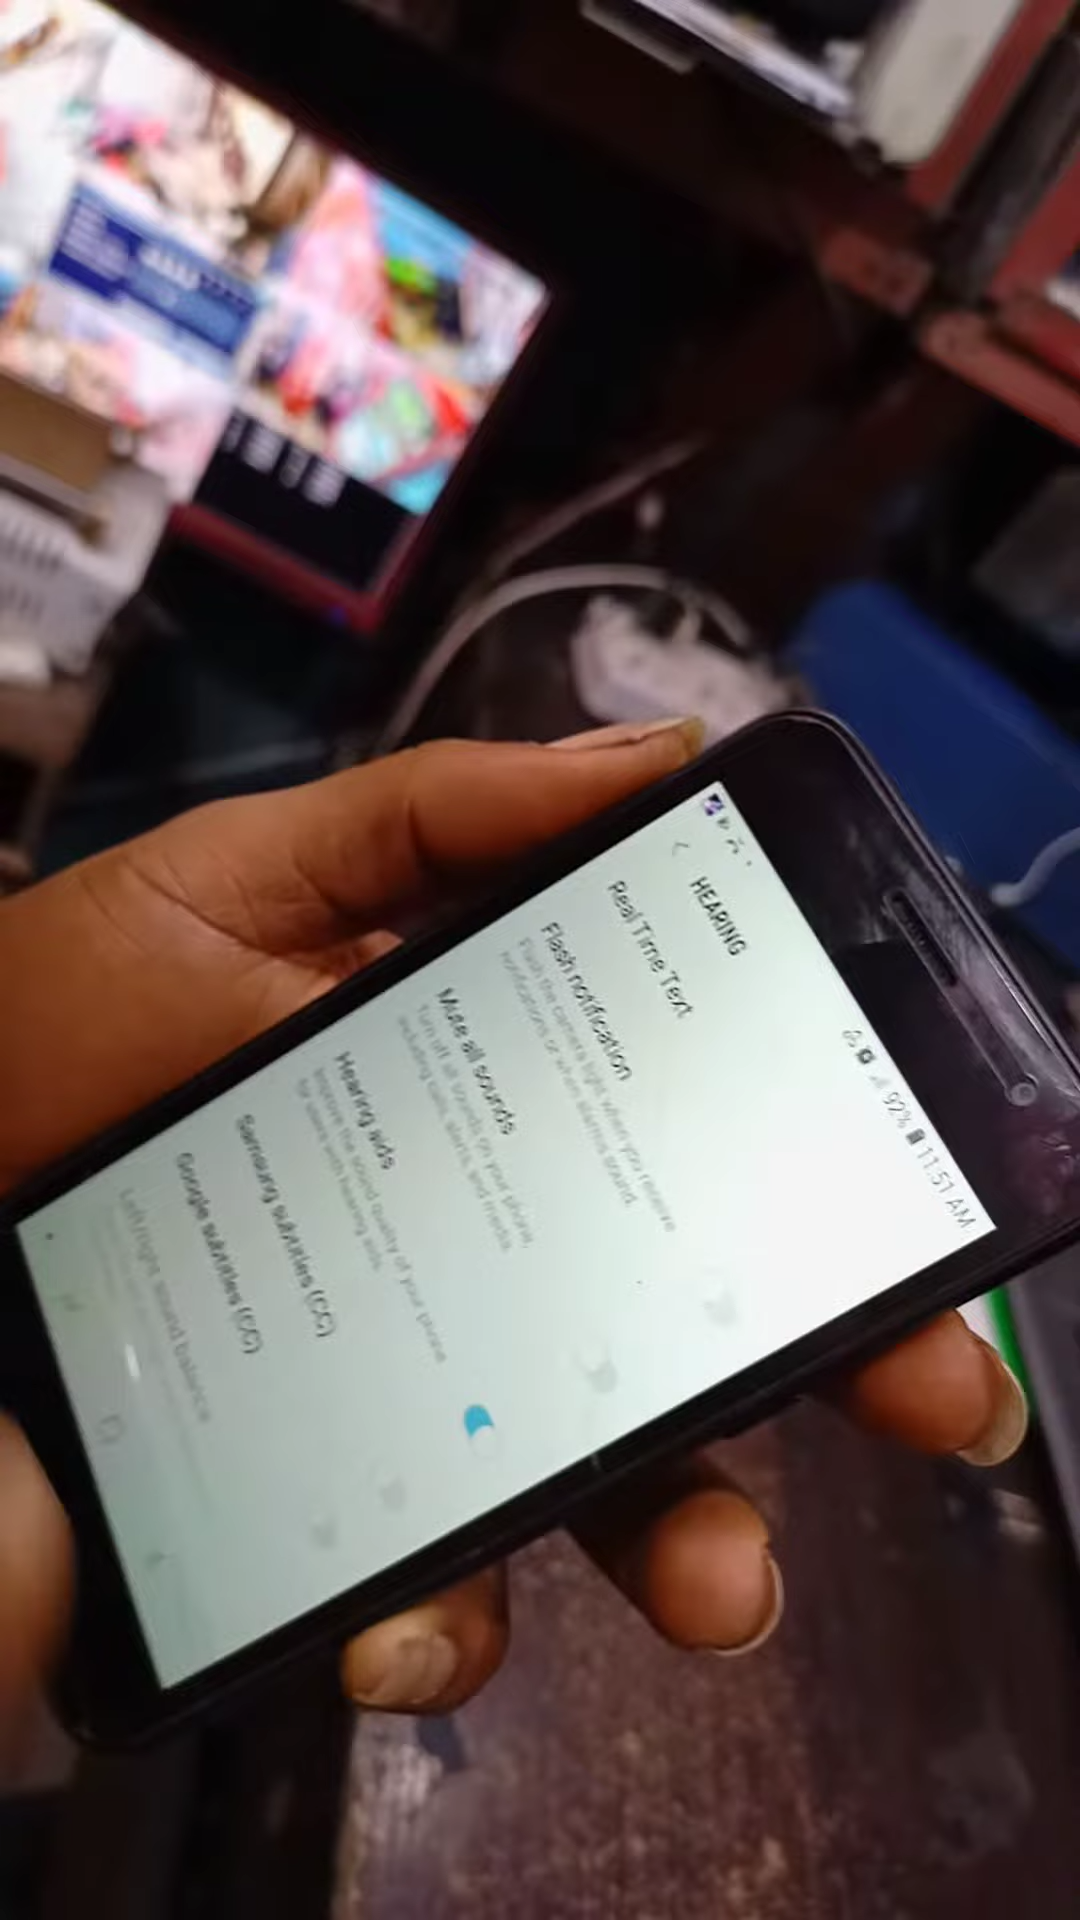 92% 11:51 AM
HEARING
Real Time Text
Flash notification
Flash the camera light when you receive
notifications or when alarms sound.
Mute all sounds
Turn off all sounds on your phone,
including calls, alerts, and media.
Hearing aids
Improve the sound quality of your phone
for users with hearing aids.
Samsung subtitles (CC)
Google subtitles (CC)
Left/right sound balance